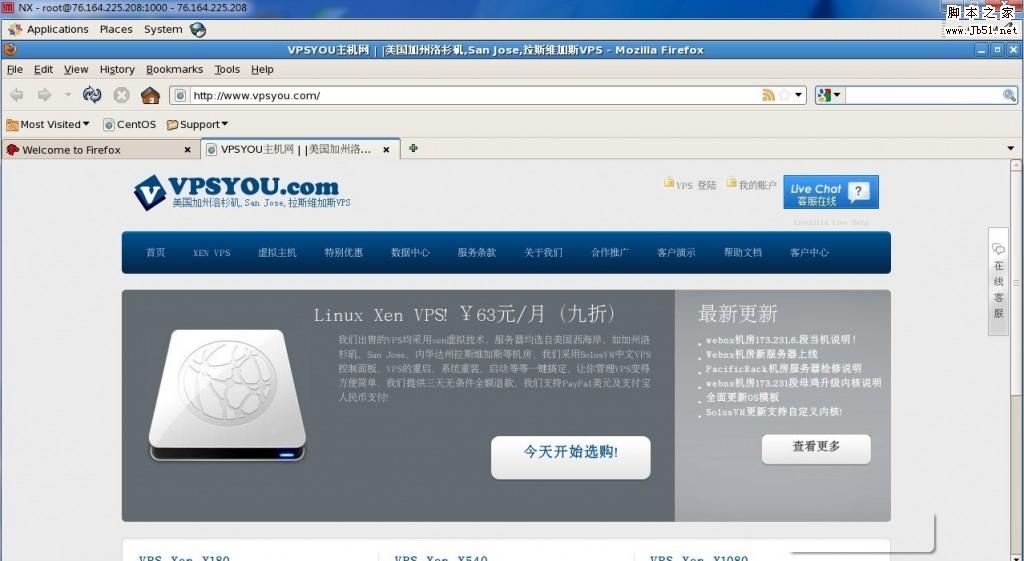 NX - root@76.164.225.208:1000 - 76.164.225.208
脚本之家
www.Jb51.net
Applications Places System
VPSYOU主机网 | |美国加州洛杉矶,San Jose,拉斯维加斯VPS - Mozilla Firefox
File Edit View History Bookmarks Tools Help
http://www.vpsyou.com/
Most Visited CentOS Support
Welcome to Firefox
VPSYOU主机网 | |美国加州洛...
VPSYOU.com
美国加州洛杉矶,San Jose,拉斯维加斯VPS
VPS 登陆 我的账户
Live Chat
客服在线
LiveZilla Live Help
首页 XEN VPS 虚拟主机 特别优惠 数据中心 服务条款 关于我们 合作推广 客户演示 帮助文档 客户中心
在线客服
Linux Xen VPS! ¥63元/月 (九折)
我们出售的VPS均采用xen虚拟技术，服务器均选自美国西海岸，如加州洛
杉矶，San Jose，内华达州拉斯维加斯等机房，我们采用SolusVM中文VPS
控制面板，VPS的重启，系统重装，启动等等一键搞定，让你管理VPS变得
方便简单，我们提供三天无条件全额退款，我们支持PayPal美元及支付宝
人民币支付!
今天开始选购!
最新更新
webnx机房173.231.6.段当机说明!
Webnx机房新服务器上线
PacificRack机房服务器检修说明
webnx机房173.231段母鸡升级内核说明
全面更新OS模板
SolusVM更新支持自定义内核!
查看更多
VPS Xen X180 VPS Xen X540 VPS Xen X1080